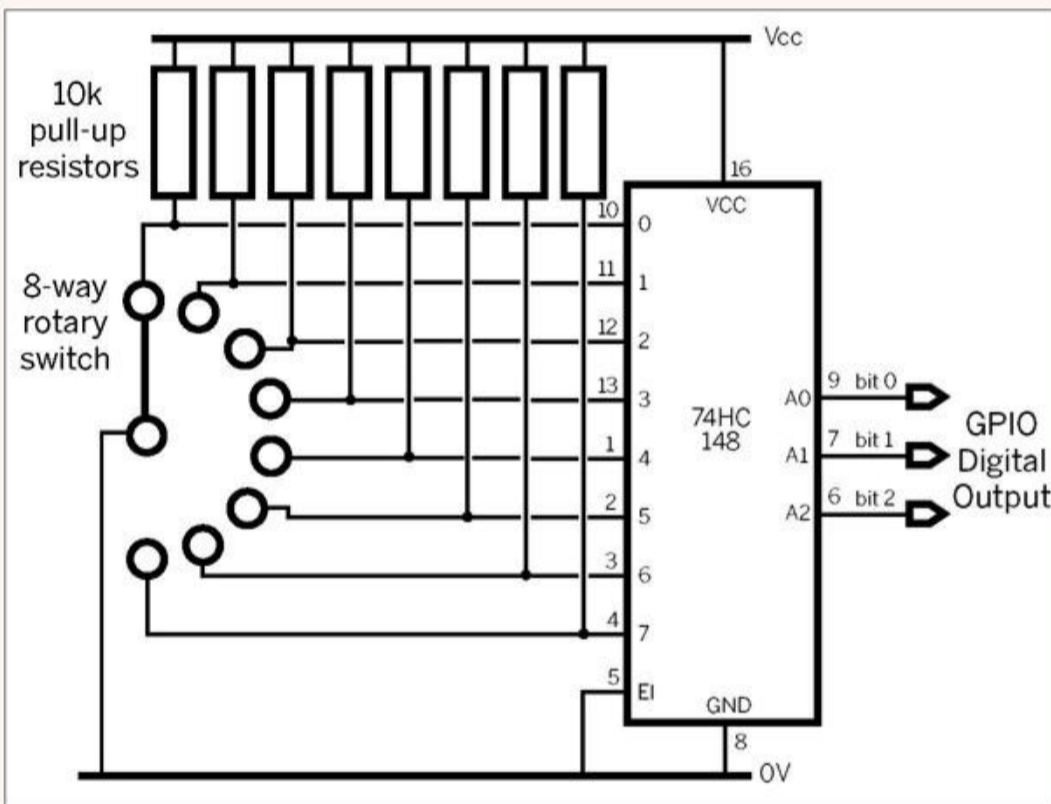 Vcc
10k
pull-up
resistors
16
VCC
10
0
11
1
8-way
rotary
switch
12
2
13
3
1
4
2
5
3
6
4
7
5
EI
74HC
148
A0
9 bit 0
A1
7 bit 1
A2
6 bit 2
GPIO
Digital
Output
GND
8
0V